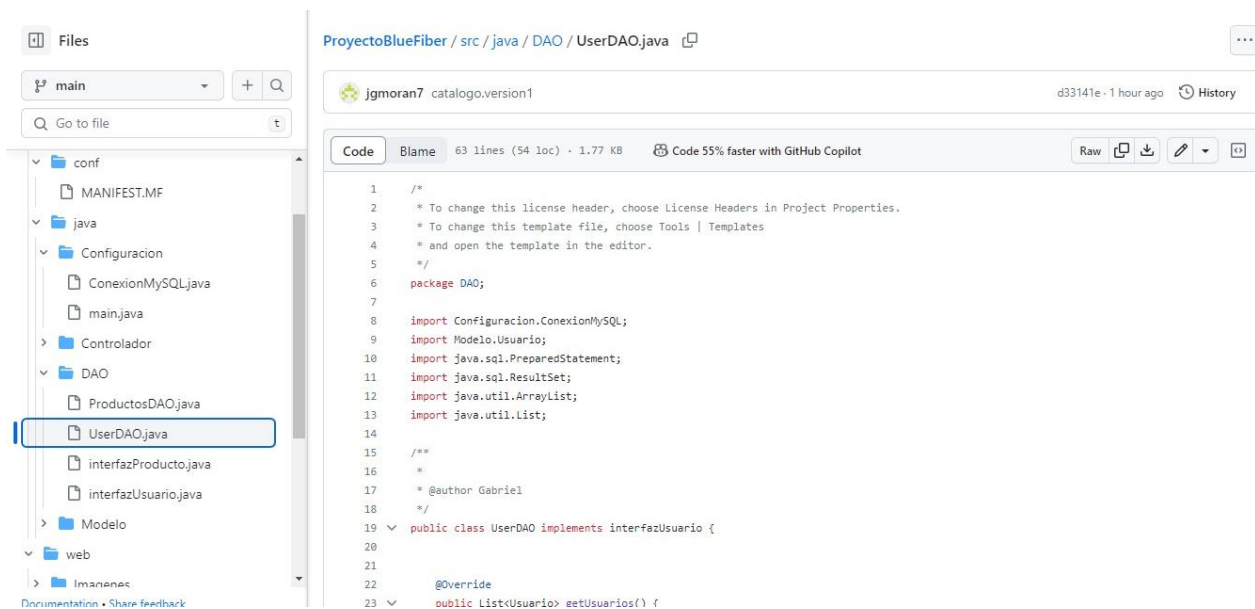 Files
main
Go to file
t
conf
MANIFEST.MF
java
Configuracion
ConexionMySQL.java
main.java
Controlador
DAO
ProductosDAO.java
UserDAO.java
interfazProducto.java
interfazUsuario.java
Modelo
web
Imagenes
Documentation • Share feedback
ProyectoBlueFiber / src / java / DAO / UserDAO.java
jgmoran7 catalogo.version1 d33141e · 1 hour ago History
Code Blame 63 lines (54 loc) · 1.77 KB Code 55% faster with GitHub Copilot Raw
1 /*
2 * To change this license header, choose License Headers in Project Properties.
3 * To change this template file, choose Tools | Templates
4 * and open the template in the editor.
5 */
6 package DAO;
7
8 import Configuracion.ConexionMySQL;
9 import Modelo.Usuario;
10 import java.sql.PreparedStatement;
11 import java.sql.ResultSet;
12 import java.util.ArrayList;
13 import java.util.List;
14
15 /**
16 *
17 * @author Gabriel
18 */
19 public class UserDAO implements interfazUsuario {
20
21
22 @Override
23 public List<Usuario> getUsuarios() {